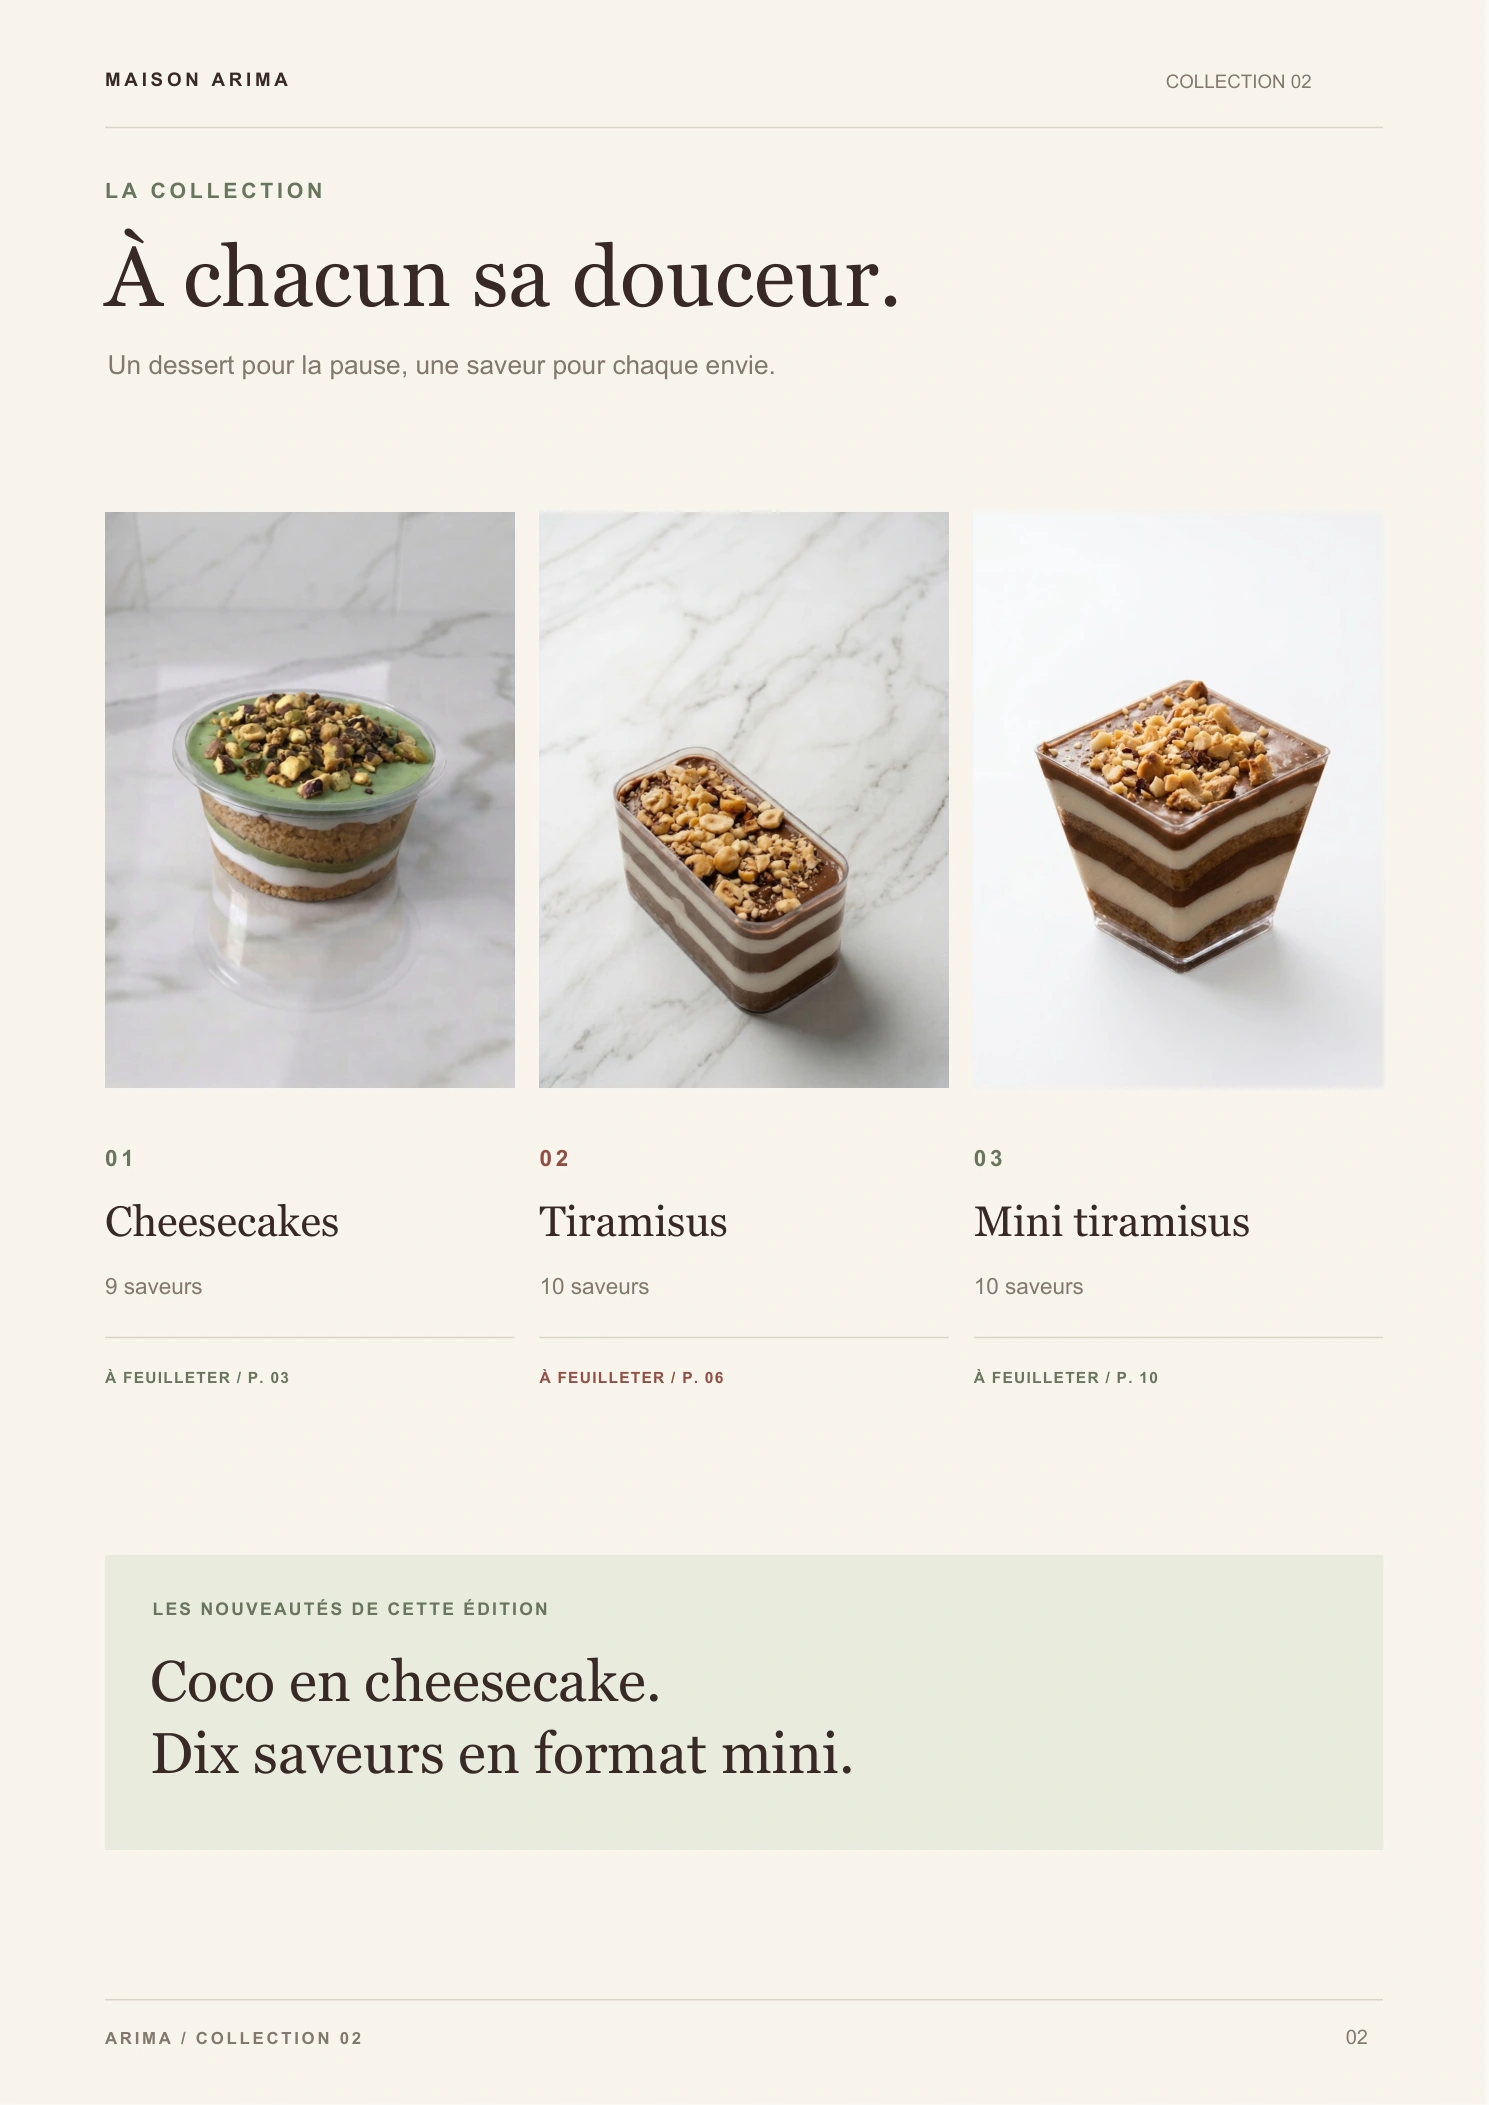 MAISON ARIMA
COLLECTION 02
LA COLLECTION
À chacun sa douceur.
Un dessert pour la pause, une saveur pour chaque envie.
01
Cheesecakes
9 saveurs
À FEUILLETER / P. 03
02
Tiramisus
10 saveurs
À FEUILLETER / P. 06
03
Mini tiramisus
10 saveurs
À FEUILLETER / P. 10
LES NOUVEAUTÉS DE CETTE ÉDITION
Coco en cheesecake.
Dix saveurs en format mini.
ARIMA / COLLECTION 02
02